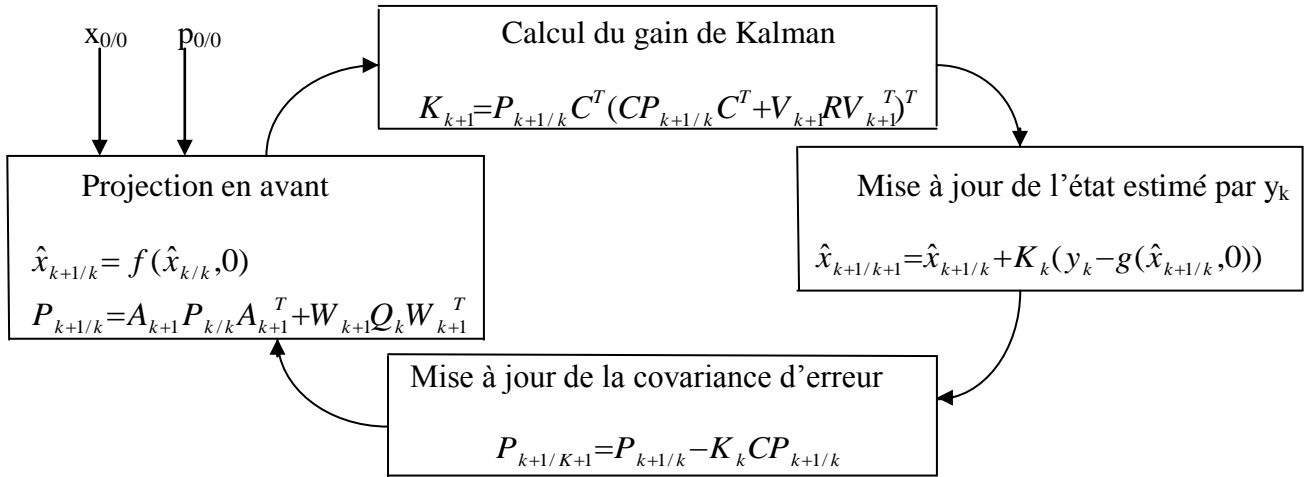 x₀/₀ p₀/₀
Calcul du gain de Kalman
K_{k+1}=P_{k+1/k}C^T(CP_{k+1/k}C^T+V_{k+1}RV_{k+1}^T)^T
Projection en avant
x̂_{k+1/k}= f(x̂_{k/k},0)
P_{k+1/k}=A_{k+1}P_{k/k}A_{k+1}^T+W_{k+1}Q_kW_{k+1}^T
Mise à jour de l’état estimé par y_k
x̂_{k+1/k+1}=x̂_{k+1/k}+K_k(y_k−g(x̂_{k+1/k},0))
Mise à jour de la covariance d’erreur
P_{k+1/K+1}=P_{k+1/k}−K_kCP_{k+1/k}